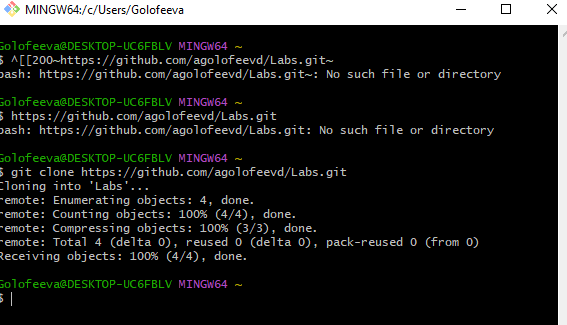 MINGW64:/c/Users/Golofeeva
Golofeeva@DESKTOP-UC6FBLV MINGW64 ~
$ ^[[200~https://github.com/agolofeevd/Labs.git~
bash: https://github.com/agolofeevd/Labs.git~: No such file or directory
Golofeeva@DESKTOP-UC6FBLV MINGW64 ~
$ https://github.com/agolofeevd/Labs.git
bash: https://github.com/agolofeevd/Labs.git: No such file or directory
Golofeeva@DESKTOP-UC6FBLV MINGW64 ~
$ git clone https://github.com/agolofeevd/Labs.git
Cloning into 'Labs'...
remote: Enumerating objects: 4, done.
remote: Counting objects: 100% (4/4), done.
remote: Compressing objects: 100% (3/3), done.
remote: Total 4 (delta 0), reused 0 (delta 0), pack-reused 0 (from 0)
Receiving objects: 100% (4/4), done.
Golofeeva@DESKTOP-UC6FBLV MINGW64 ~
$